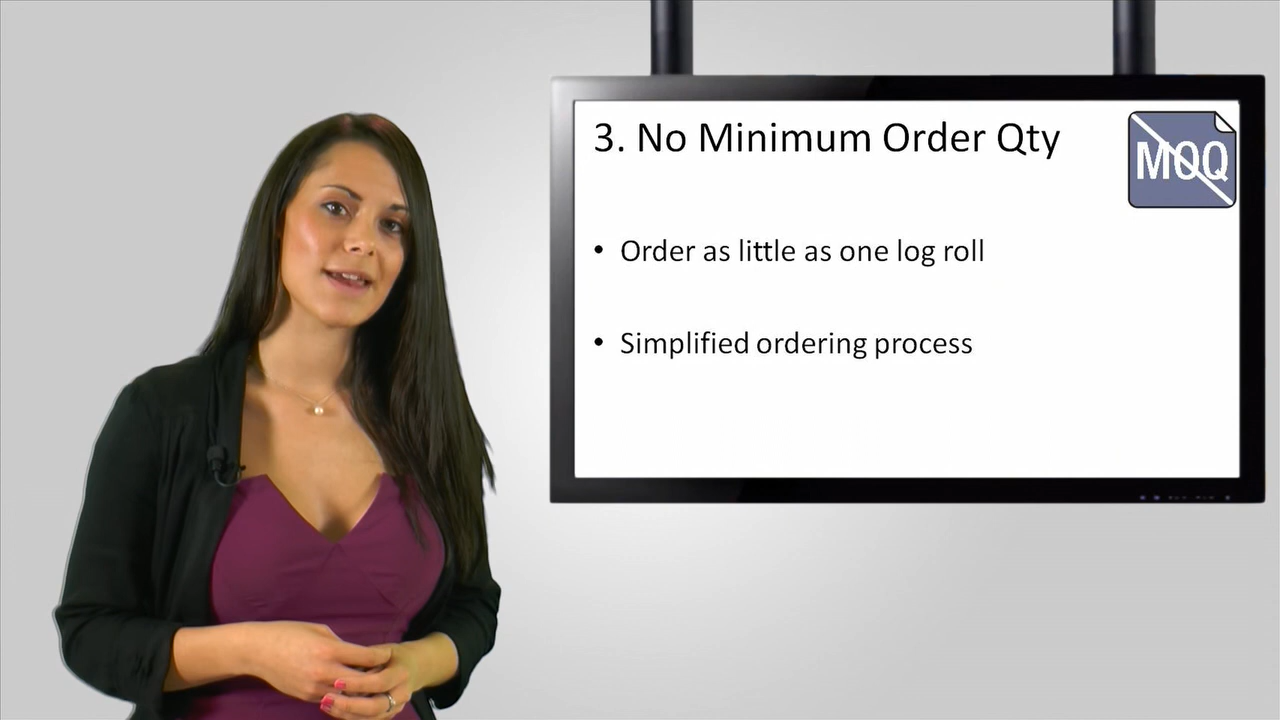 3. No Minimum Order Qty
MOQ
• Order as little as one log roll
• Simplified ordering process